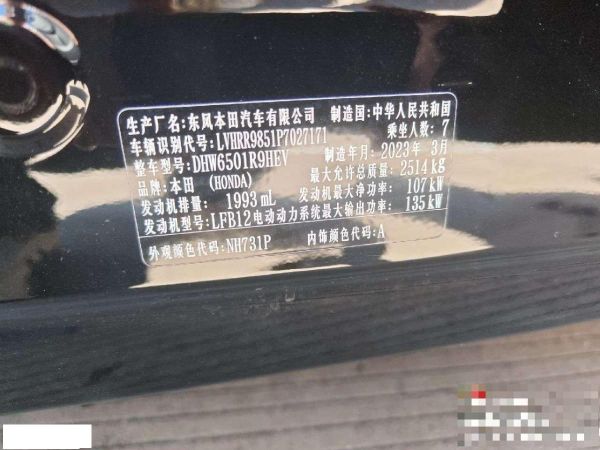 生产厂名:东风本田汽车有限公司 制造国:中华人民共和国
车辆识别代号:LVHRR9851P7027171 乘坐人数:7
整车型号:DHW6501R9HEV 制造年月:2023年 3月
品牌:本田 (HONDA) 最大允许总质量:2514kg
发动机排量: 1993mL 发动机最大净功率: 107kW
发动机型号:LFB12 电动动力系统最大输出功率: 135kW
外观颜色代码:NH731P 内饰颜色代码:A